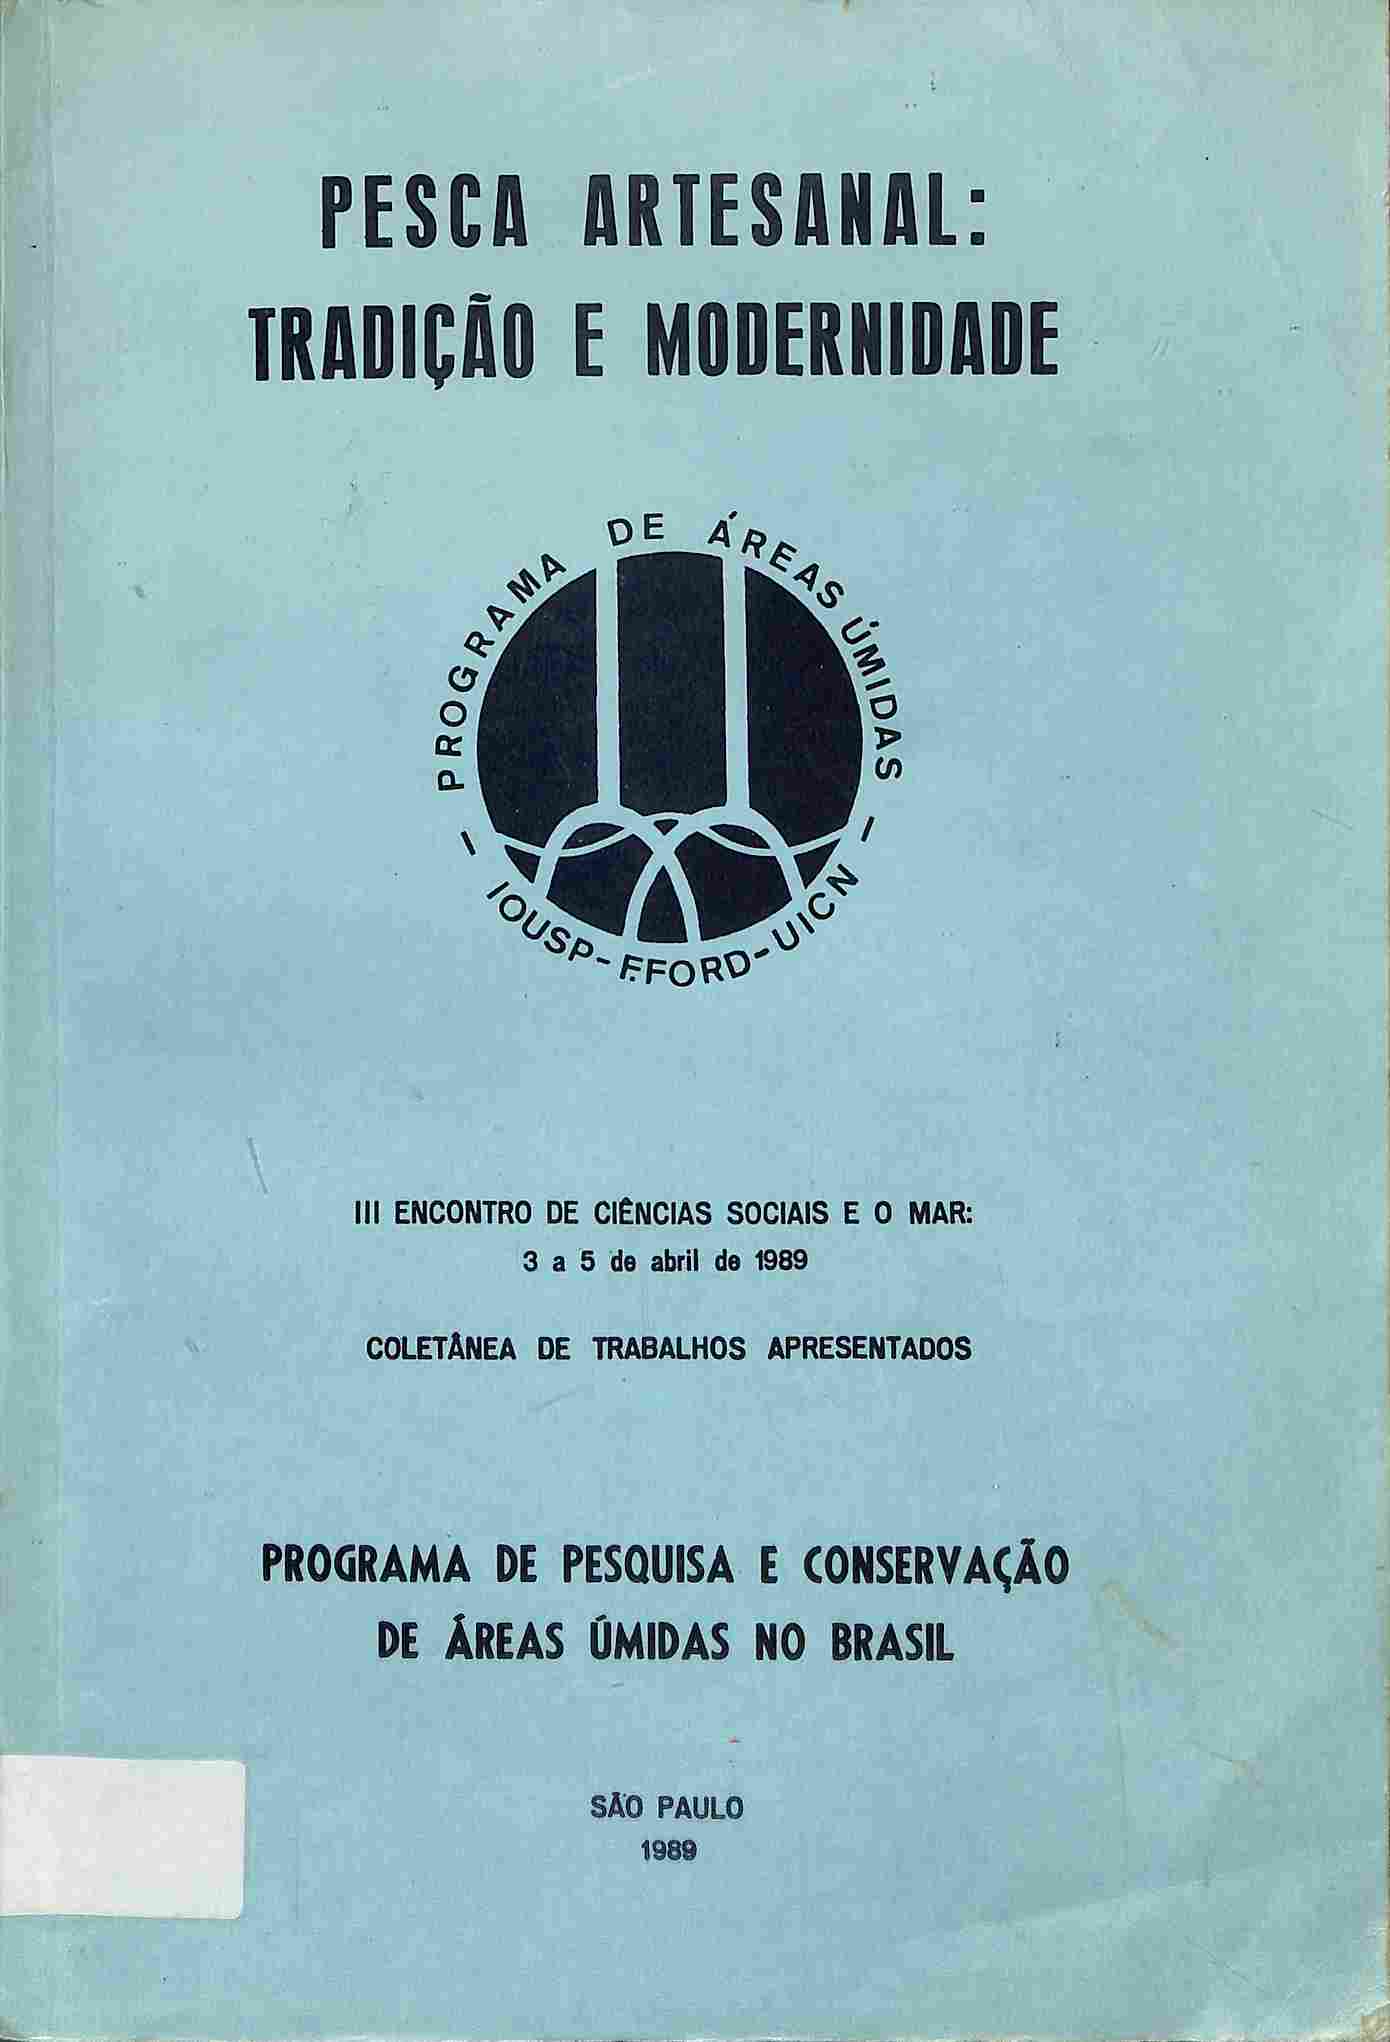 PESCA ARTESANAL:
TRADIÇÃO E MODERNIDADE
PROGRAMA DE ÁREAS ÚMIDAS
- IOUSP - F.FORD - UICN -
III ENCONTRO DE CIÊNCIAS SOCIAIS E O MAR:
3 a 5 de abril de 1989
COLETÂNEA DE TRABALHOS APRESENTADOS
PROGRAMA DE PESQUISA E CONSERVAÇÃO
DE ÁREAS ÚMIDAS NO BRASIL
SÃO PAULO
1989